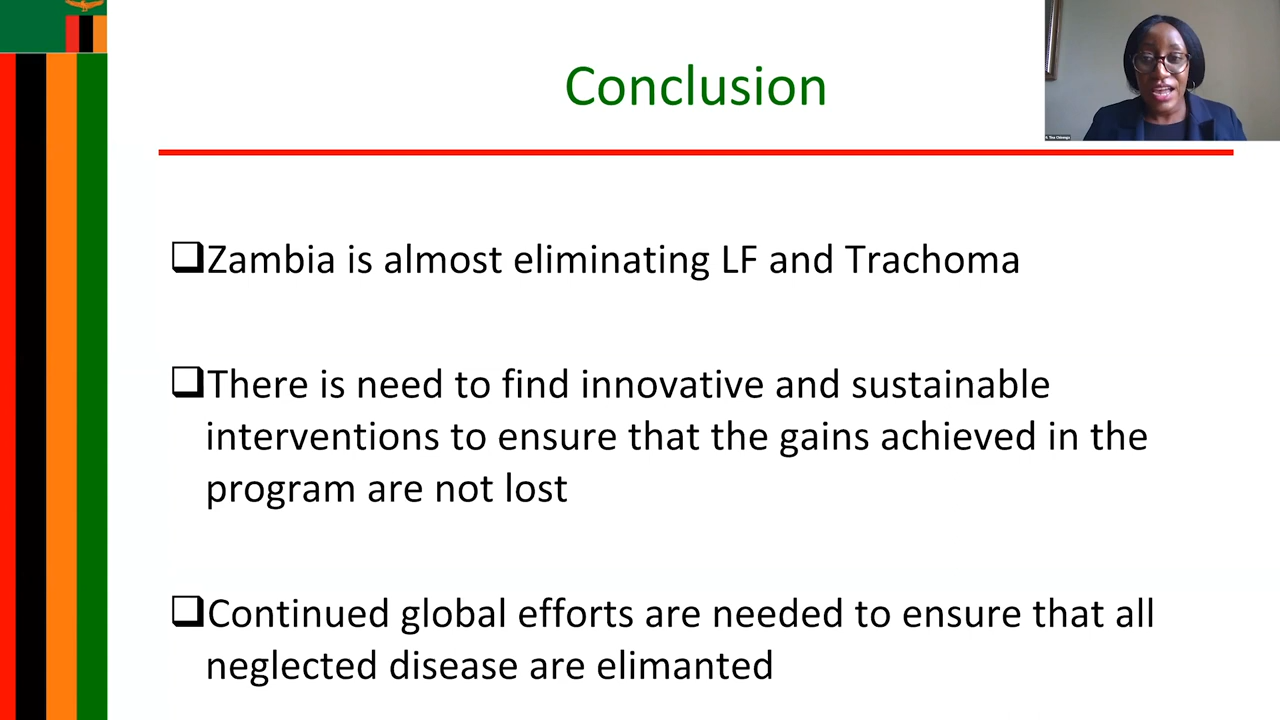 Conclusion
❑Zambia is almost eliminating LF and Trachoma
❑There is need to find innovative and sustainable
interventions to ensure that the gains achieved in the
program are not lost
❑Continued global efforts are needed to ensure that all
neglected disease are elimanted